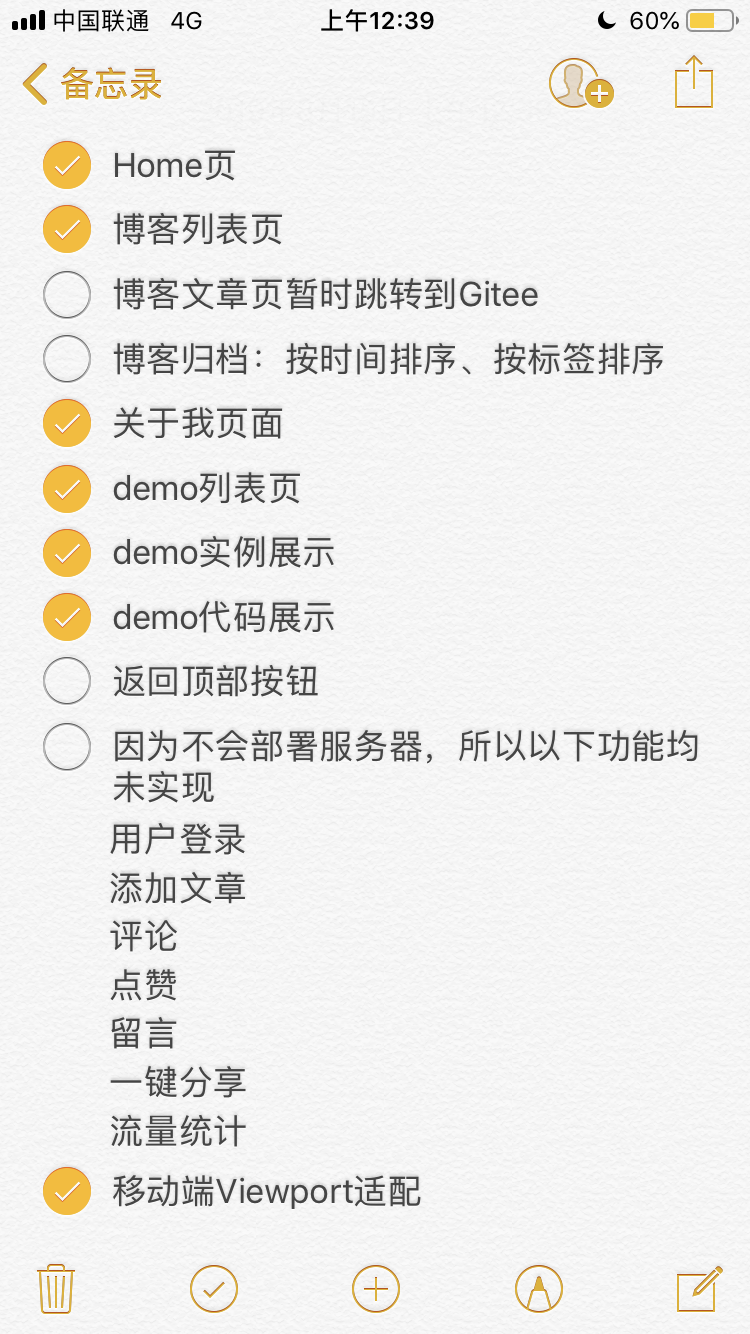 中国联通 4G 上午12:39 60%
备忘录
Home页
博客列表页
博客文章页暂时跳转到Gitee
博客归档：按时间排序、按标签排序
关于我页面
demo列表页
demo实例展示
demo代码展示
返回顶部按钮
因为不会部署服务器，所以以下功能均
未实现
用户登录
添加文章
评论
点赞
留言
一键分享
流量统计
移动端Viewport适配